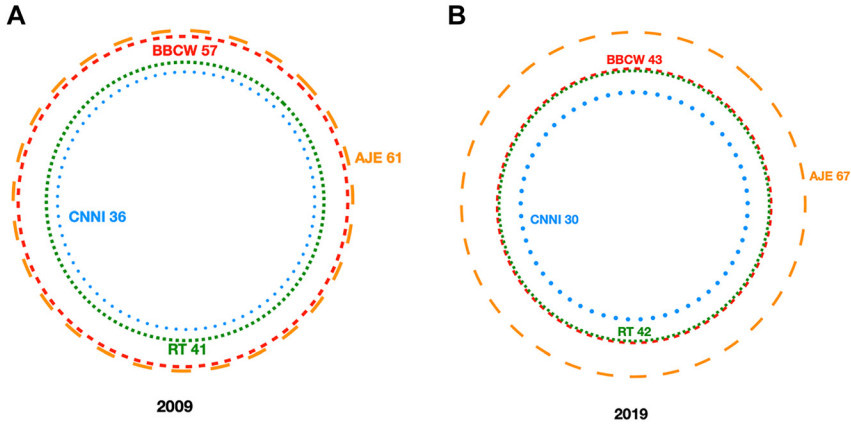 A
BBCW 57
AJE 61
CNNI 36
RT 41
2009
B
BBCW 43
AJE 67
CNNI 30
RT 42
2019